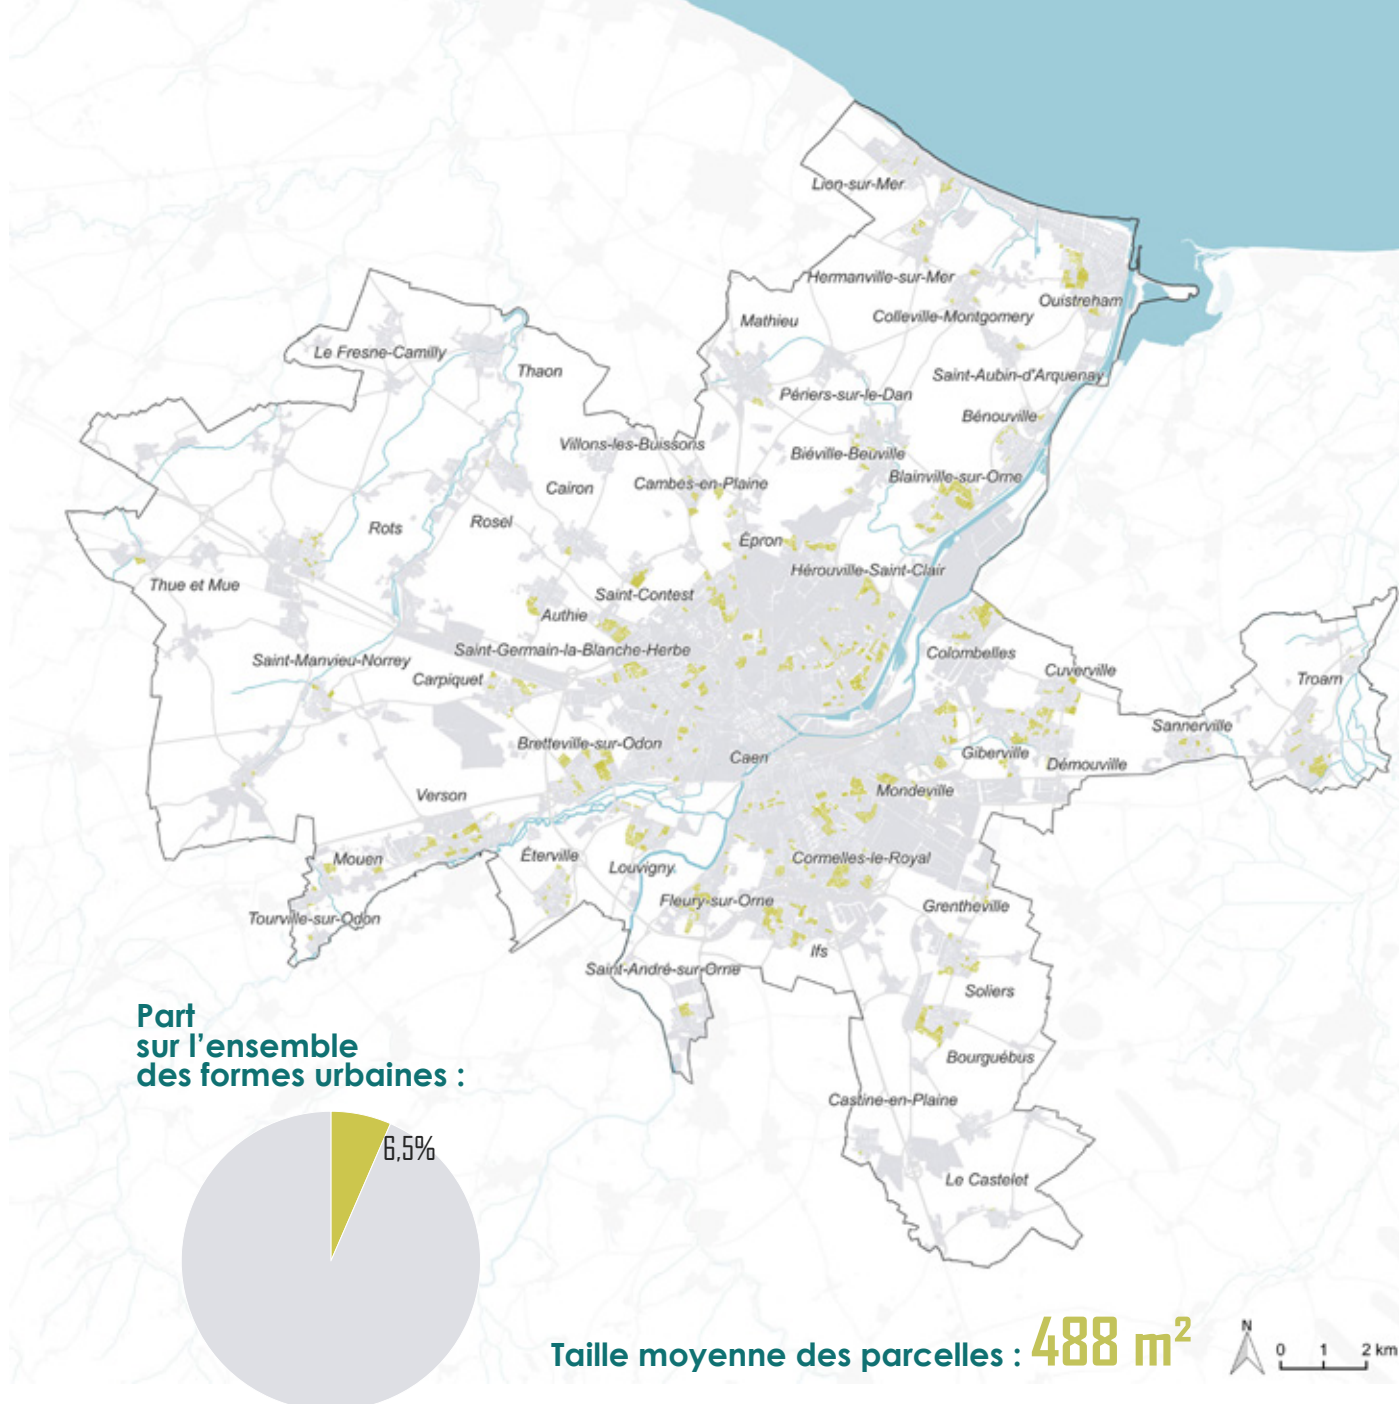 Lion-sur-Mer
Hermanville-sur-Mer
Ouistreham
Colleville-Montgomery
Mathieu
Le Fresne-Camilly
Thaon
Saint-Aubin-d'Arquenay
Périers-sur-le-Dan
Bénouville
Villons-les-Buissons
Biéville-Beuville
Blainville-sur-Orne
Cairon
Cambes-en-Plaine
Rots
Rosel
Épron
Hérouville-Saint-Clair
Thue et Mue
Saint-Contest
Authie
Saint-Germain-la-Blanche-Herbe
Colombelles
Saint-Manvieu-Norrey
Carpiquet
Cuverville
Troarn
Sannerville
Bretteville-sur-Odon
Caen
Giberville
Démouville
Verson
Mondeville
Mouen
Éterville
Louvigny
Cormelles-le-Royal
Fleury-sur-Orne
Grentheville
Tourville-sur-Odon
Ifs
Saint-André-sur-Orne
Soliers
Bourguébus
Castine-en-Plaine
Le Castelet
Part
sur l’ensemble
des formes urbaines :
6,5%
Taille moyenne des parcelles : 488 m²
N
0 1 2 km